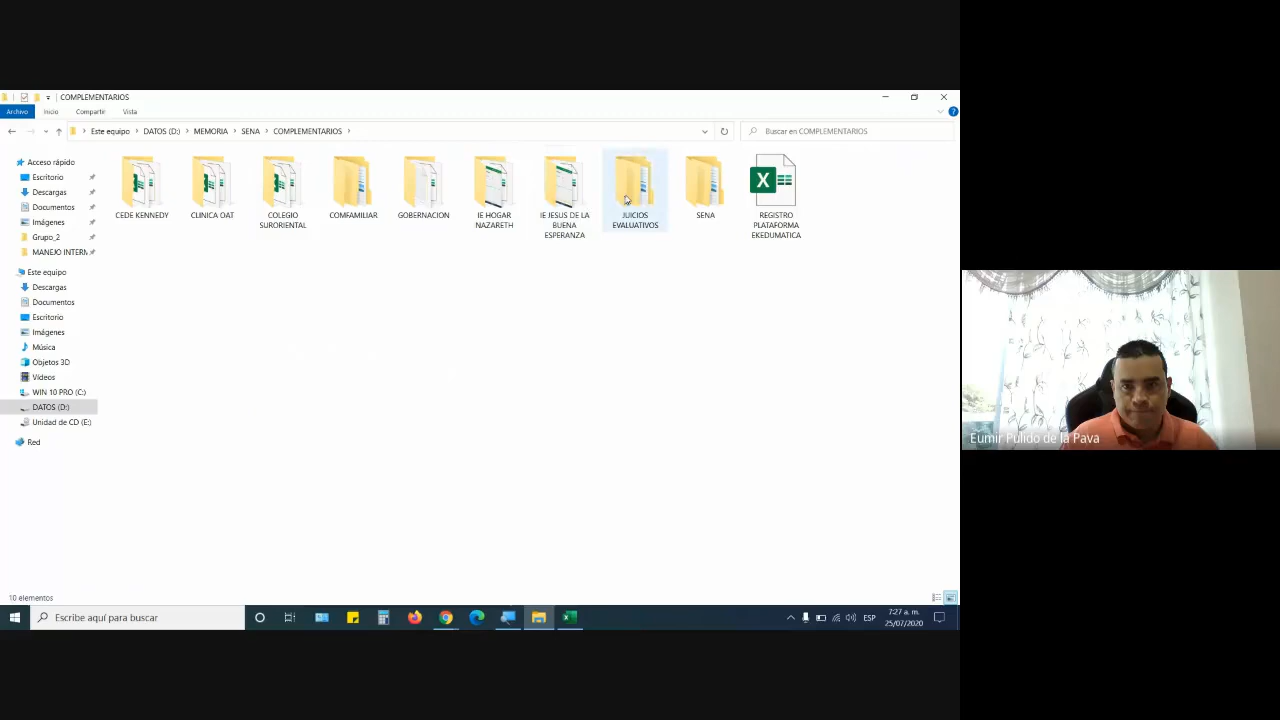 COMPLEMENTARIOS
Archivo Inicio Compartir Vista
Este equipo DATOS (D:) MEMORIA SENA COMPLEMENTARIOS
Buscar en COMPLEMENTARIOS
Acceso rápido
Escritorio
Descargas
Documentos
Imágenes
Grupo_2
MANEJO INTERN
Este equipo
Descargas
Documentos
Escritorio
Imágenes
Música
Objetos 3D
Vídeos
WIN 10 PRO (C:)
DATOS (D:)
Unidad de CD (E:)
Red
CEDE KENNEDY
CLINICA OAT
COLEGIO
SURORIENTAL
COMFAMILIAR
GOBERNACION
IE HOGAR
NAZARETH
IE JESUS DE LA
BUENA
ESPERANZA
JUICIOS
EVALUATIVOS
SENA
REGISTRO
PLATAFORMA
EKEDUMATICA
10 elementos
Escribe aquí para buscar
ESP
7:27 a. m.
25/07/2020
Eumir Pulido de la Pava